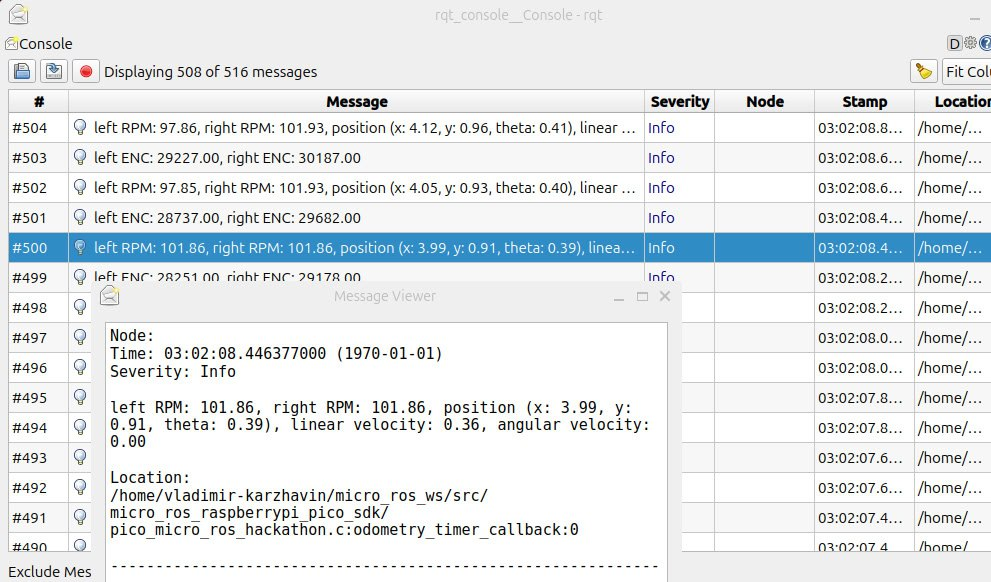 rqt_console__Console - rqt
Console
D
Displaying 508 of 516 messages
Fit Colu
# Message Severity Node Stamp Location
#504 left RPM: 97.86, right RPM: 101.93, position (x: 4.12, y: 0.96, theta: 0.41), linear ... Info 03:02:08.8... /home/...
#503 left ENC: 29227.00, right ENC: 30187.00 Info 03:02:08.6... /home/...
#502 left RPM: 97.85, right RPM: 101.93, position (x: 4.05, y: 0.93, theta: 0.40), linear ... Info 03:02:08.6... /home/...
#501 left ENC: 28737.00, right ENC: 29682.00 Info 03:02:08.4... /home/...
#500 left RPM: 101.86, right RPM: 101.86, position (x: 3.99, y: 0.91, theta: 0.39), linea... Info 03:02:08.4... /home/...
#499 left ENC: 28251.00, right ENC: 29178.00 Info 03:02:08.2... /home/...
#498 03:02:08.2... /home/...
#497 03:02:08.0... /home/...
#496 03:02:08.0... /home/...
#495 03:02:07.8... /home/...
#494 03:02:07.8... /home/...
#493 03:02:07.6... /home/...
#492 03:02:07.6... /home/...
#491 03:02:07.4... /home/...
#490 03:02:07.4 /home/...
Message Viewer
Node:
Time: 03:02:08.446377000 (1970-01-01)
Severity: Info
left RPM: 101.86, right RPM: 101.86, position (x: 3.99, y:
0.91, theta: 0.39), linear velocity: 0.36, angular velocity:
0.00
Location:
/home/vladimir-karzhavin/micro_ros_ws/src/
micro_ros_raspberrypi_pico_sdk/
pico_micro_ros_hackathon.c:odometry_timer_callback:0
------------------------------------------------------------
Exclude Mes